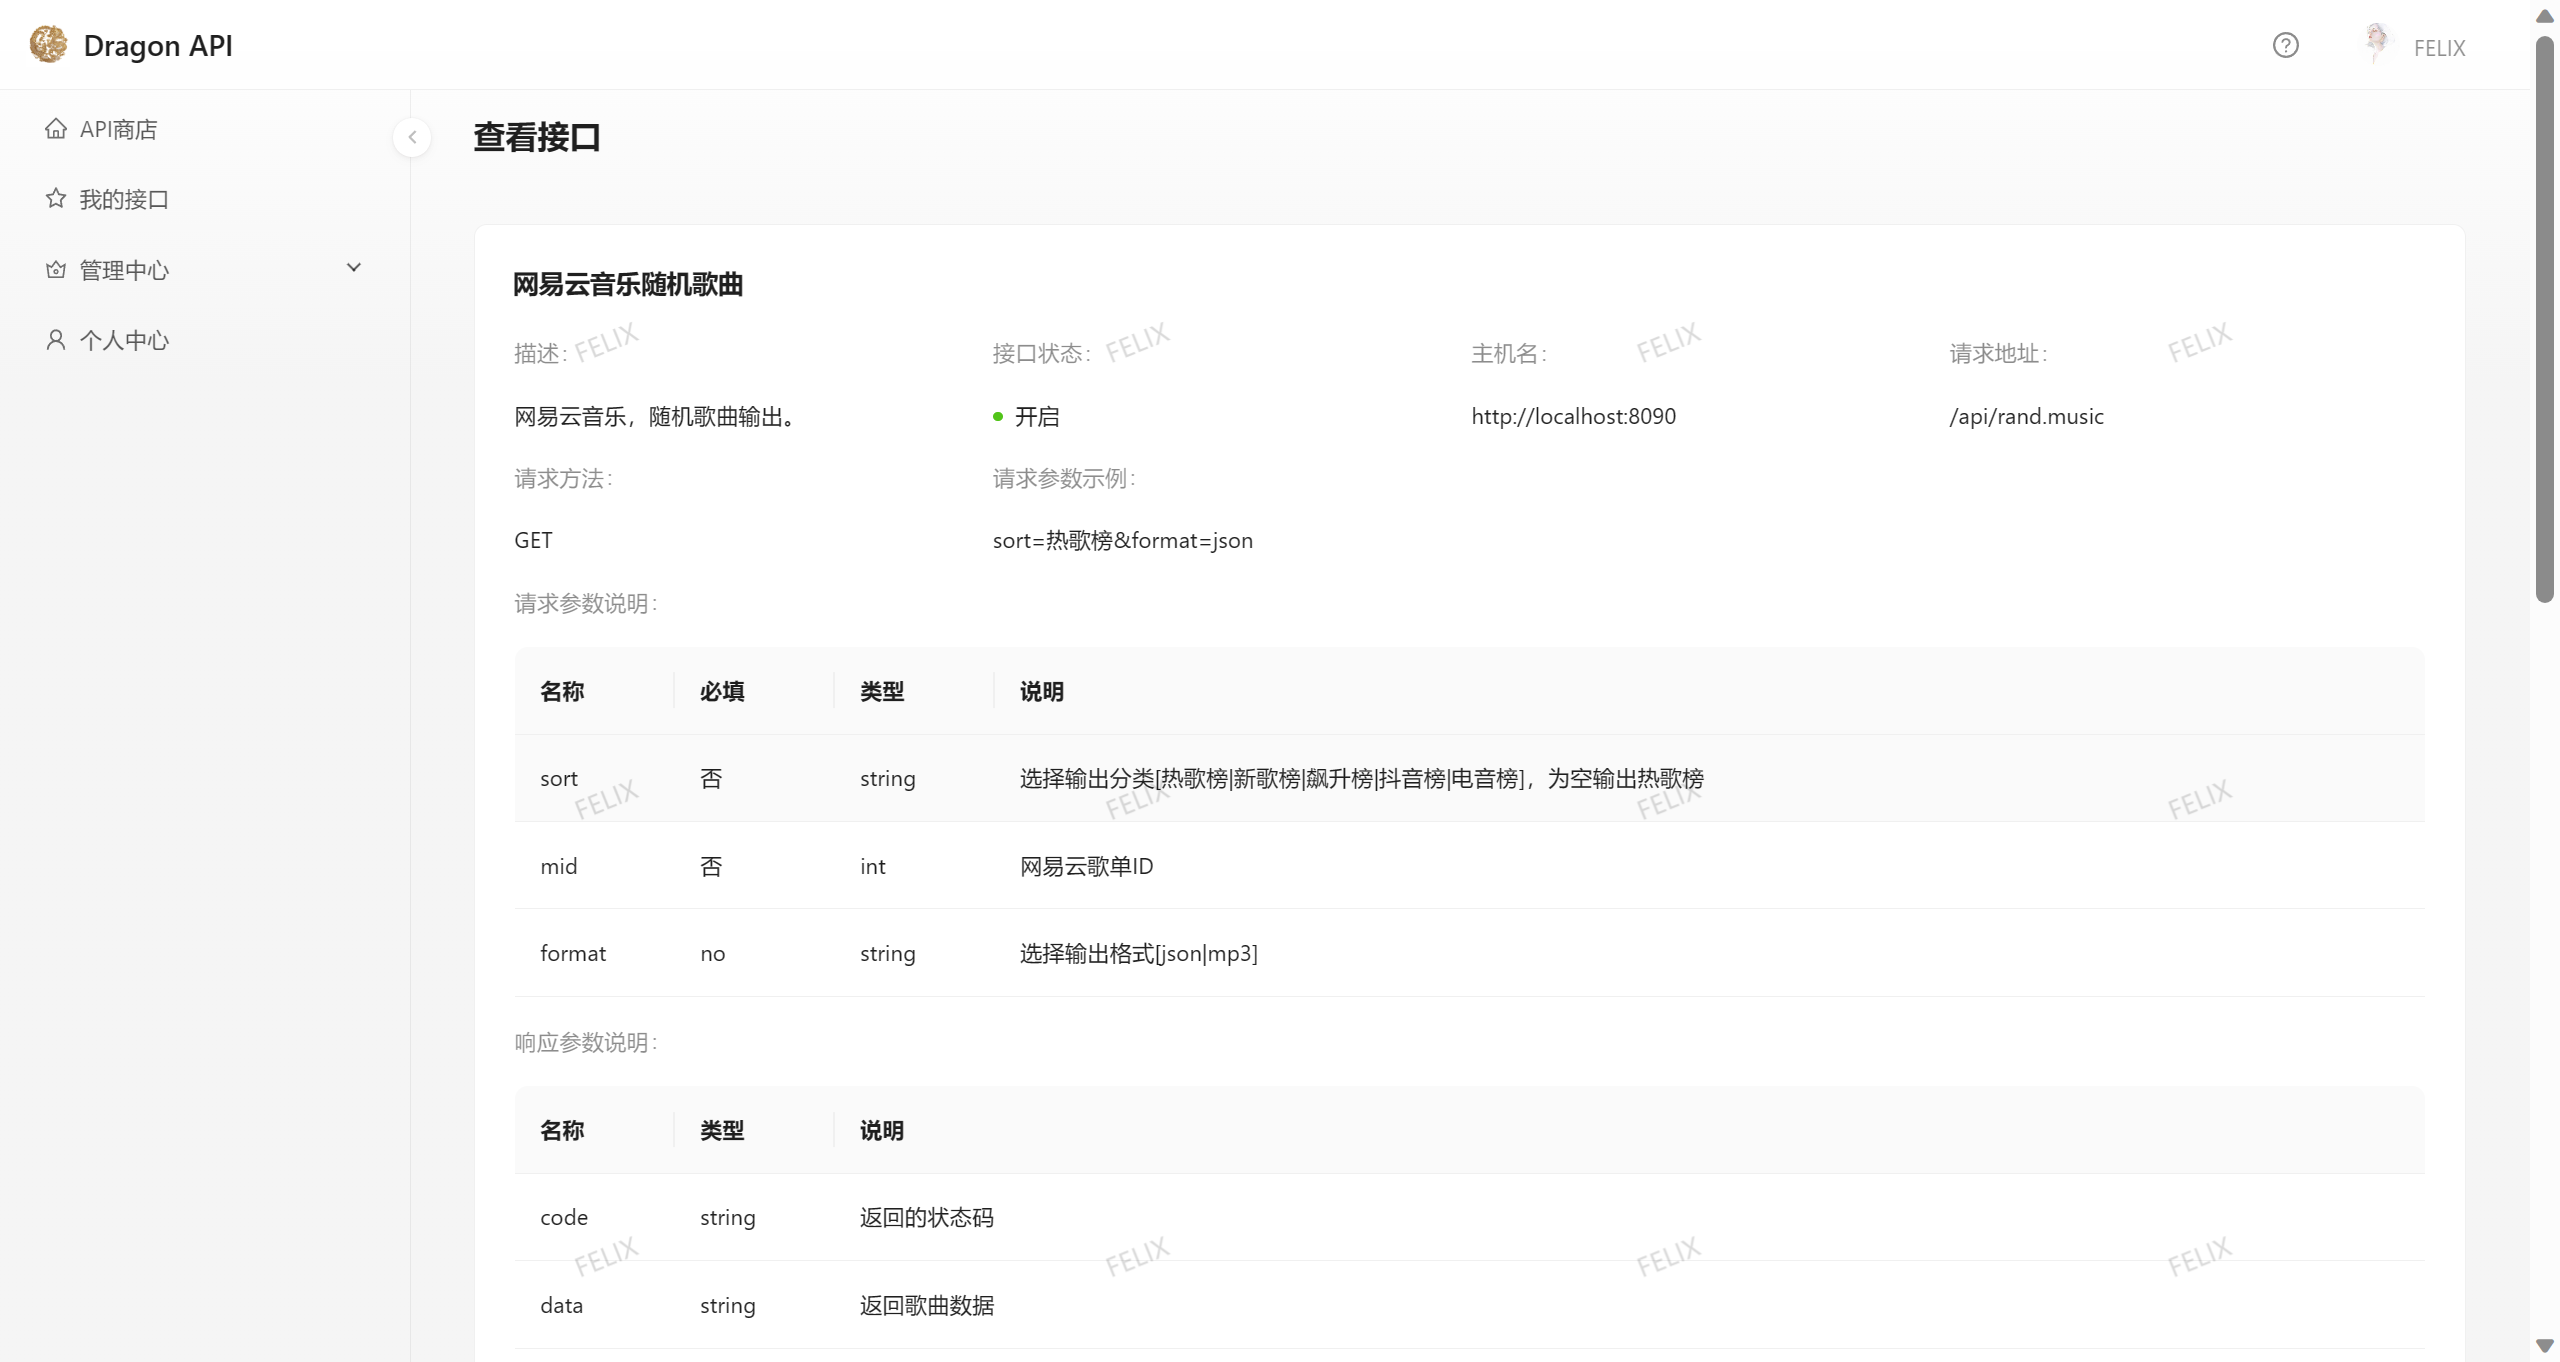 Dragon API
FELIX
API商店
我的接口
管理中心
个人中心
查看接口
网易云音乐随机歌曲
描述： 接口状态： 主机名： 请求地址：
FELIX FELIX FELIX FELIX
网易云音乐，随机歌曲输出。 开启 http://localhost:8090 /api/rand.music
请求方法： 请求参数示例：
GET sort=热歌榜&format=json
请求参数说明：
名称 必填 类型 说明
sort 否 string 选择输出分类[热歌榜|新歌榜|飙升榜|抖音榜|电音榜]，为空输出热歌榜
FELIX FELIX FELIX FELIX
mid 否 int 网易云歌单ID
format no string 选择输出格式[json|mp3]
响应参数说明：
名称 类型 说明
code string 返回的状态码
FELIX FELIX FELIX FELIX
data string 返回歌曲数据